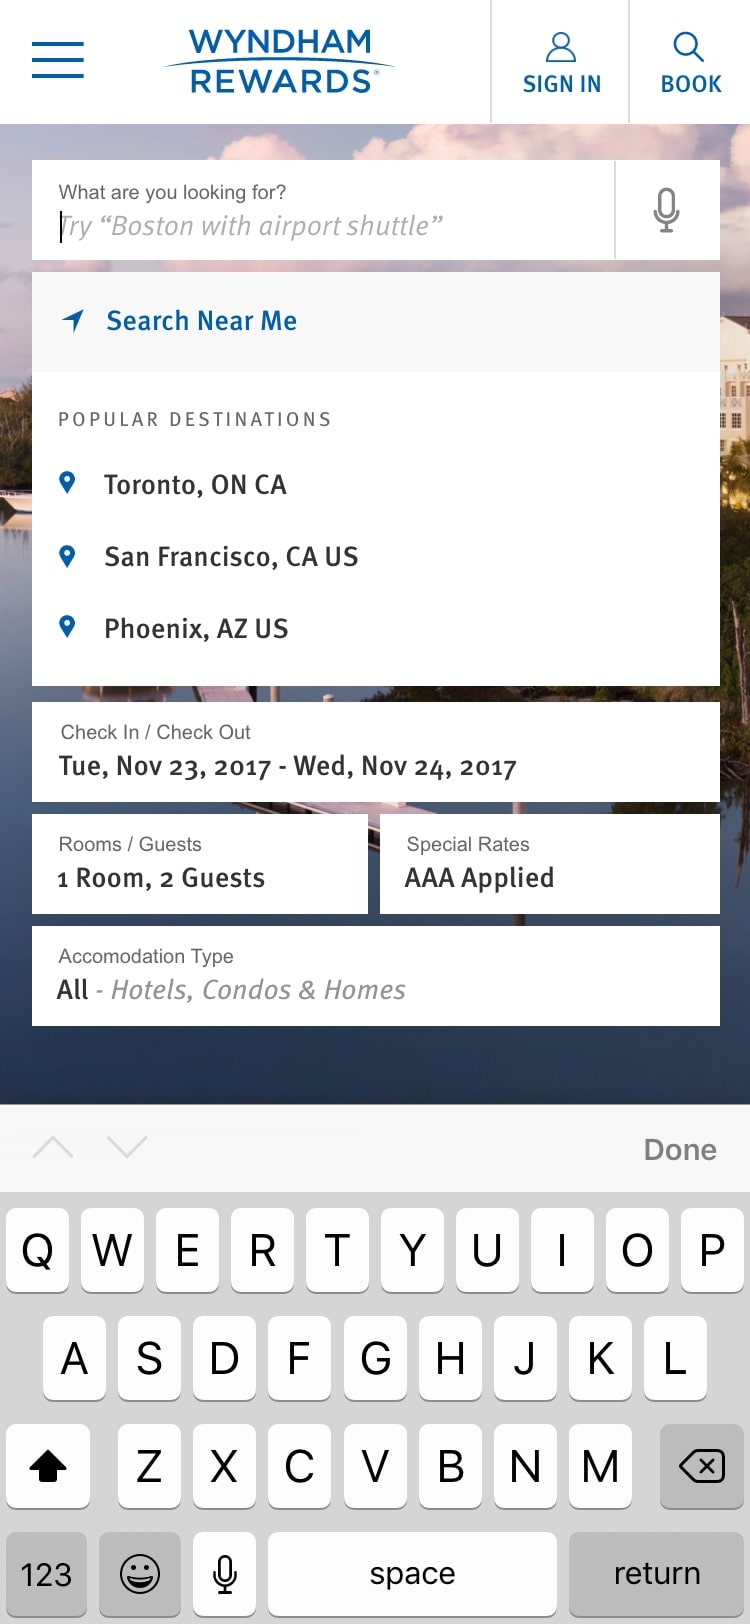 WYNDHAM
REWARDS®
SIGN IN
BOOK
What are you looking for?
Try “Boston with airport shuttle”
Search Near Me
POPULAR DESTINATIONS
Toronto, ON CA
San Francisco, CA US
Phoenix, AZ US
Check In / Check Out
Tue, Nov 23, 2017 - Wed, Nov 24, 2017
Rooms / Guests
Special Rates
1 Room, 2 Guests
AAA Applied
Accomodation Type
All - Hotels, Condos & Homes
Done
Q W E R T Y U I O P
A S D F G H J K L
Z X C V B N M
123 space return